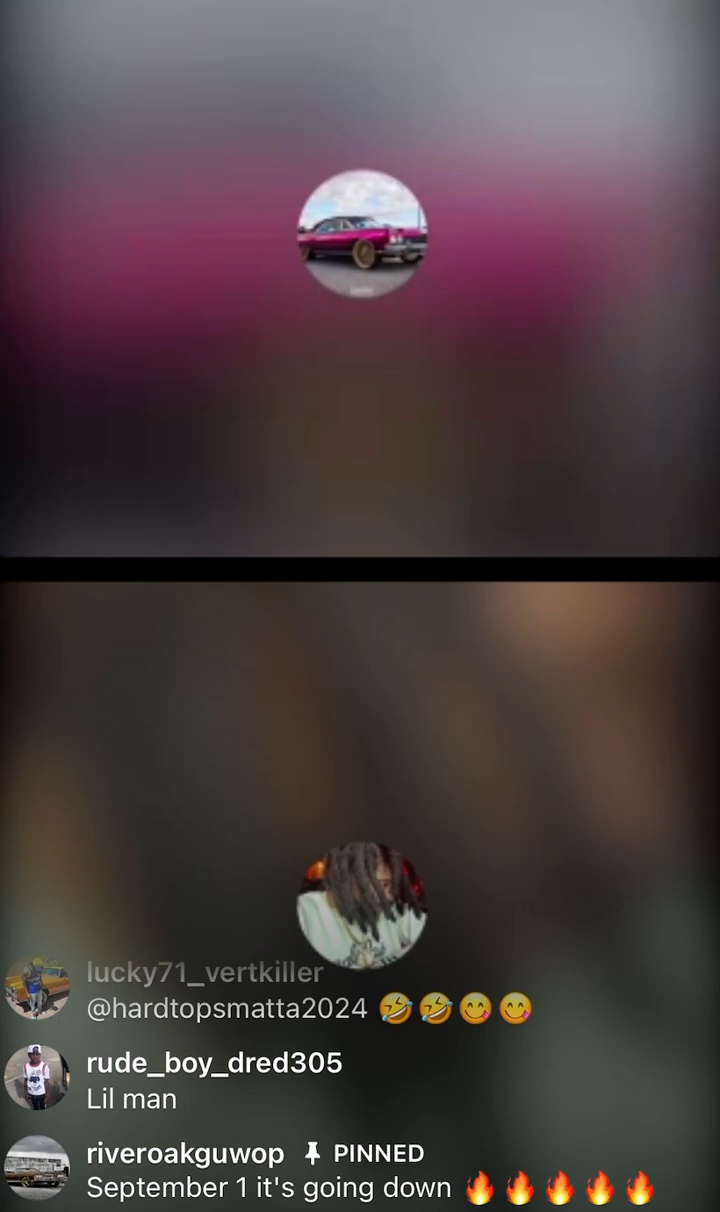 lucky71_vertkiller
@hardtopsmatta2024 🤣🤣😋😋
rude_boy_dred305
Lil man
riveroakguwop 📌 PINNED
September 1 it's going down 🔥🔥🔥🔥🔥